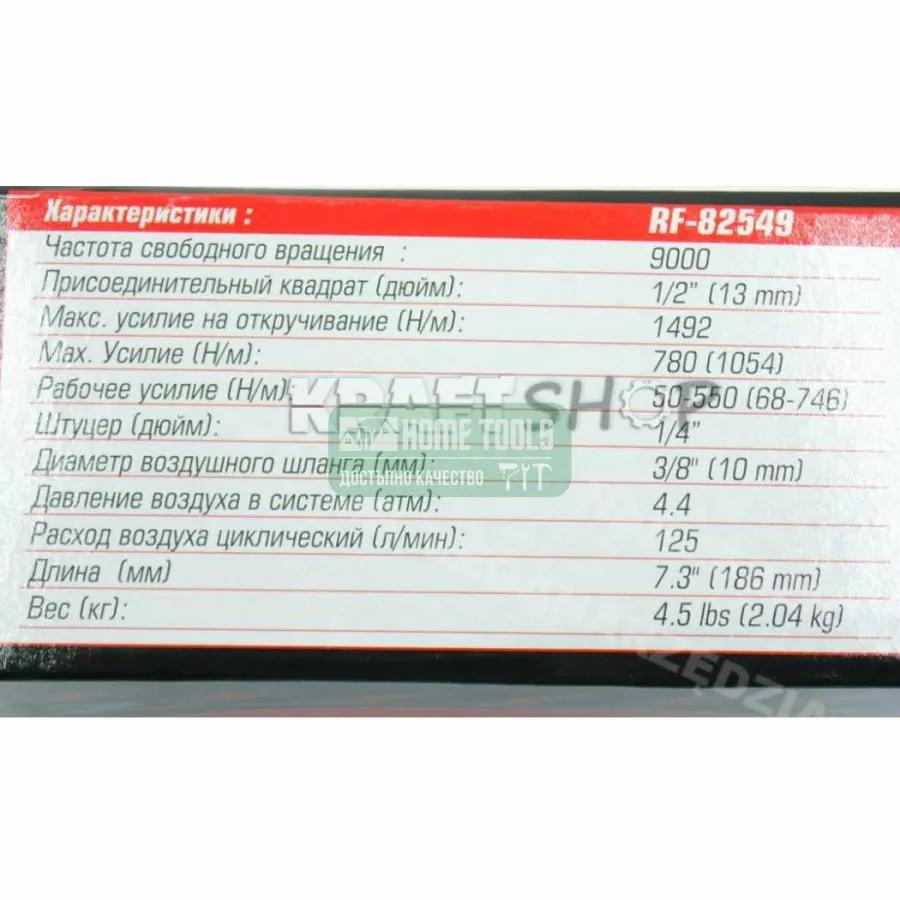 Характеристики : RF-82549
Частота свободного вращения : 9000
Присоединительный квадрат (дюйм): 1/2" (13 mm)
Макс. усилие на откручивание (Н/м): 1492
Мах. Усилие (Н/м): 780 (1054)
Рабочее усилие (Н/м): 50-550 (68-746)
KRAFT SHOP
Штуцер (дюйм): 1/4"
HOME TOOLS
Диаметр воздушного шланга (мм): 3/8" (10 mm)
ДОСТЪПНО КАЧЕСТВО
Давление воздуха в системе (атм): 4.4
Расход воздуха циклический (л/мин): 125
Длина (мм) 7.3" (186 mm)
Вес (кг): 4.5 lbs (2.04 kg)